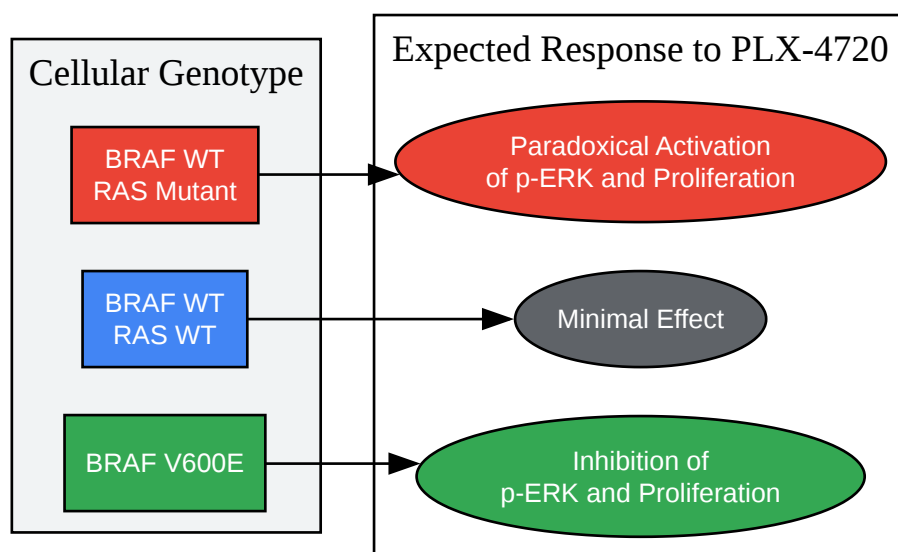 Cellular Genotype
Expected Response to PLX-4720
BRAF WT
RAS Mutant
Paradoxical Activation
of p-ERK and Proliferation
BRAF WT
RAS WT
Minimal Effect
BRAF V600E
Inhibition of
p-ERK and Proliferation